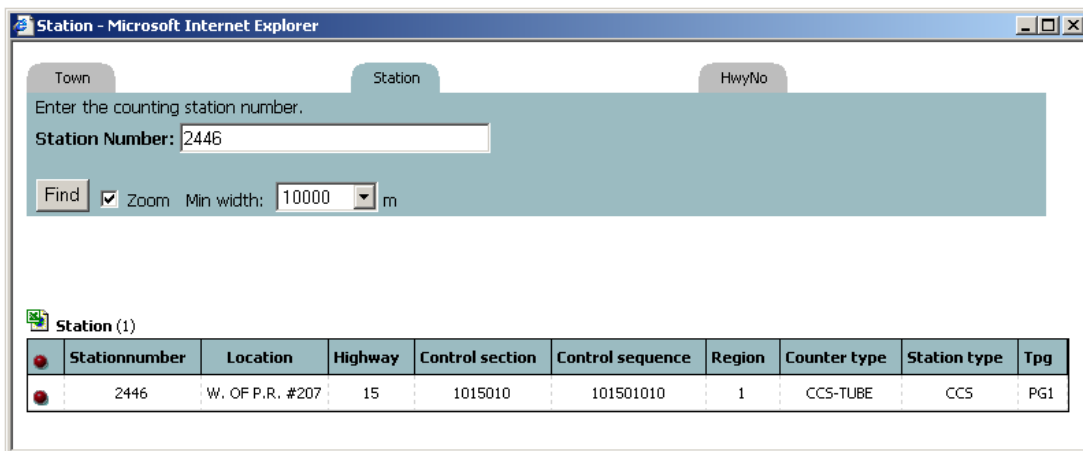 Station - Microsoft Internet Explorer
Town Station HwyNo
Enter the counting station number.
Station Number: 2446
Find Zoom Min width: 10000 m
Station (1)
Stationnumber Location Highway Control section Control sequence Region Counter type Station type Tpg
2446 W. OF P.R. #207 15 1015010 101501010 1 CCS-TUBE CCS PG1